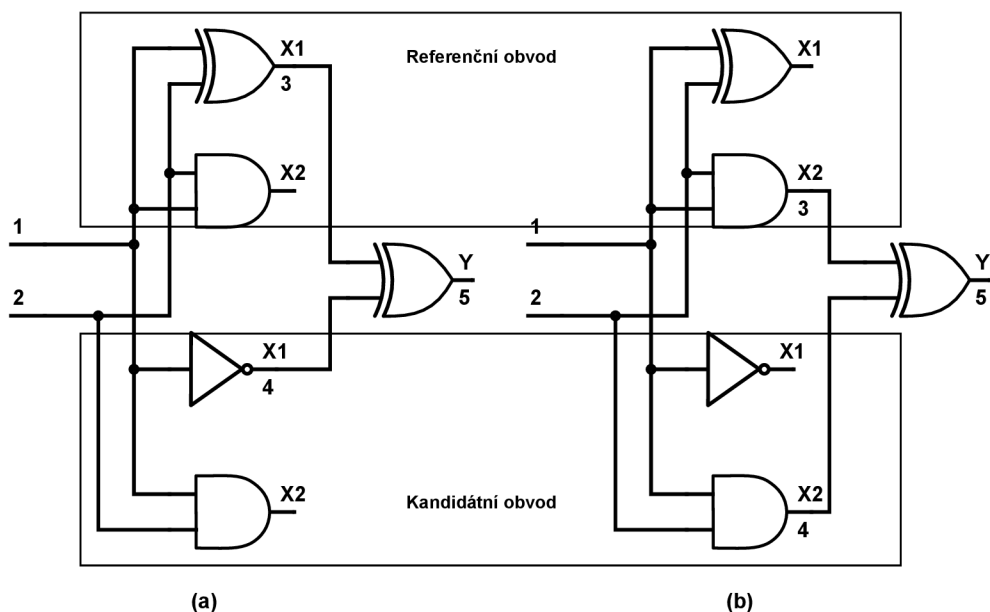 X1
3
Referenční obvod
X1
X2
X2
3
1
1
Y
5
Y
5
2
2
X1
4
X1
X2
Kandidátní obvod
X2
4
(a)
(b)